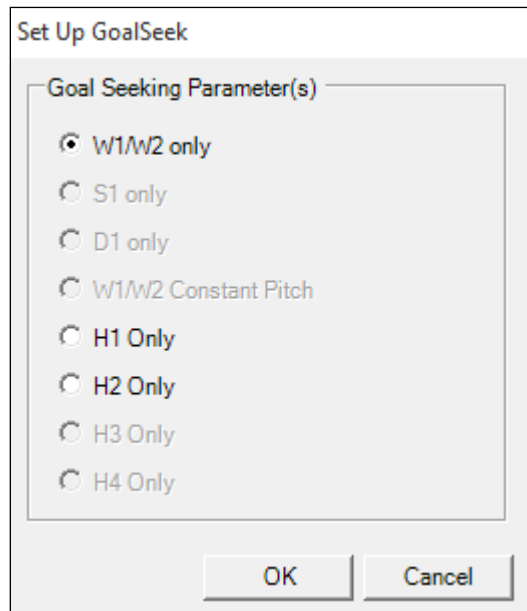 Set Up GoalSeek
Goal Seeking Parameter(s)
W1/W2 only
S1 only
D1 only
W1/W2 Constant Pitch
H1 Only
H2 Only
H3 Only
H4 Only
OK Cancel